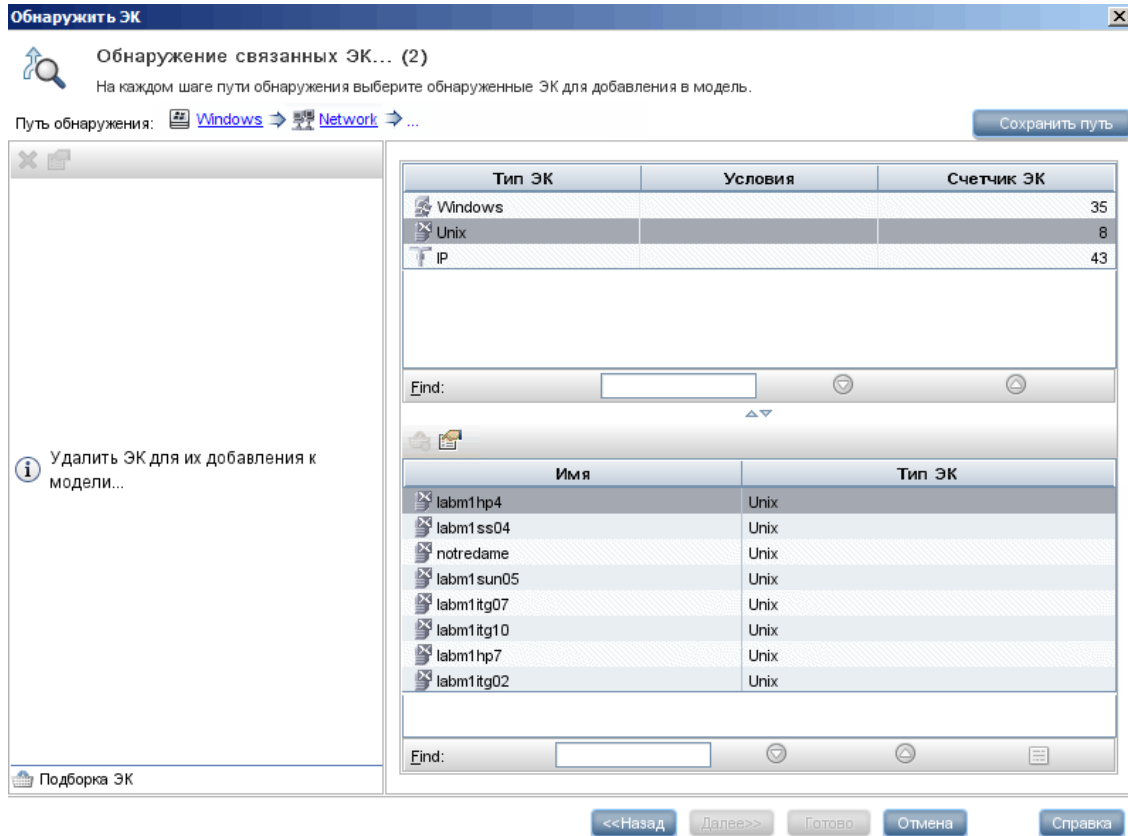 Обнаружить ЭК
Обнаружение связанных ЭК... (2)
На каждом шаге пути обнаружения выберите обнаруженные ЭК для добавления в модель.
Путь обнаружения: Windows Network ...
Сохранить путь
Тип ЭК Условия Счетчик ЭК
Windows 35
Unix 8
IP 43
Find:
Удалить ЭК для их добавления к
модели...
Имя Тип ЭК
labm1hp4 Unix
labm1ss04 Unix
notredame Unix
labm1sun05 Unix
labm1itg07 Unix
labm1itg10 Unix
labm1hp7 Unix
labm1itg02 Unix
Find:
Подборка ЭК
<<Назад Далее>> Готово Отмена Справка